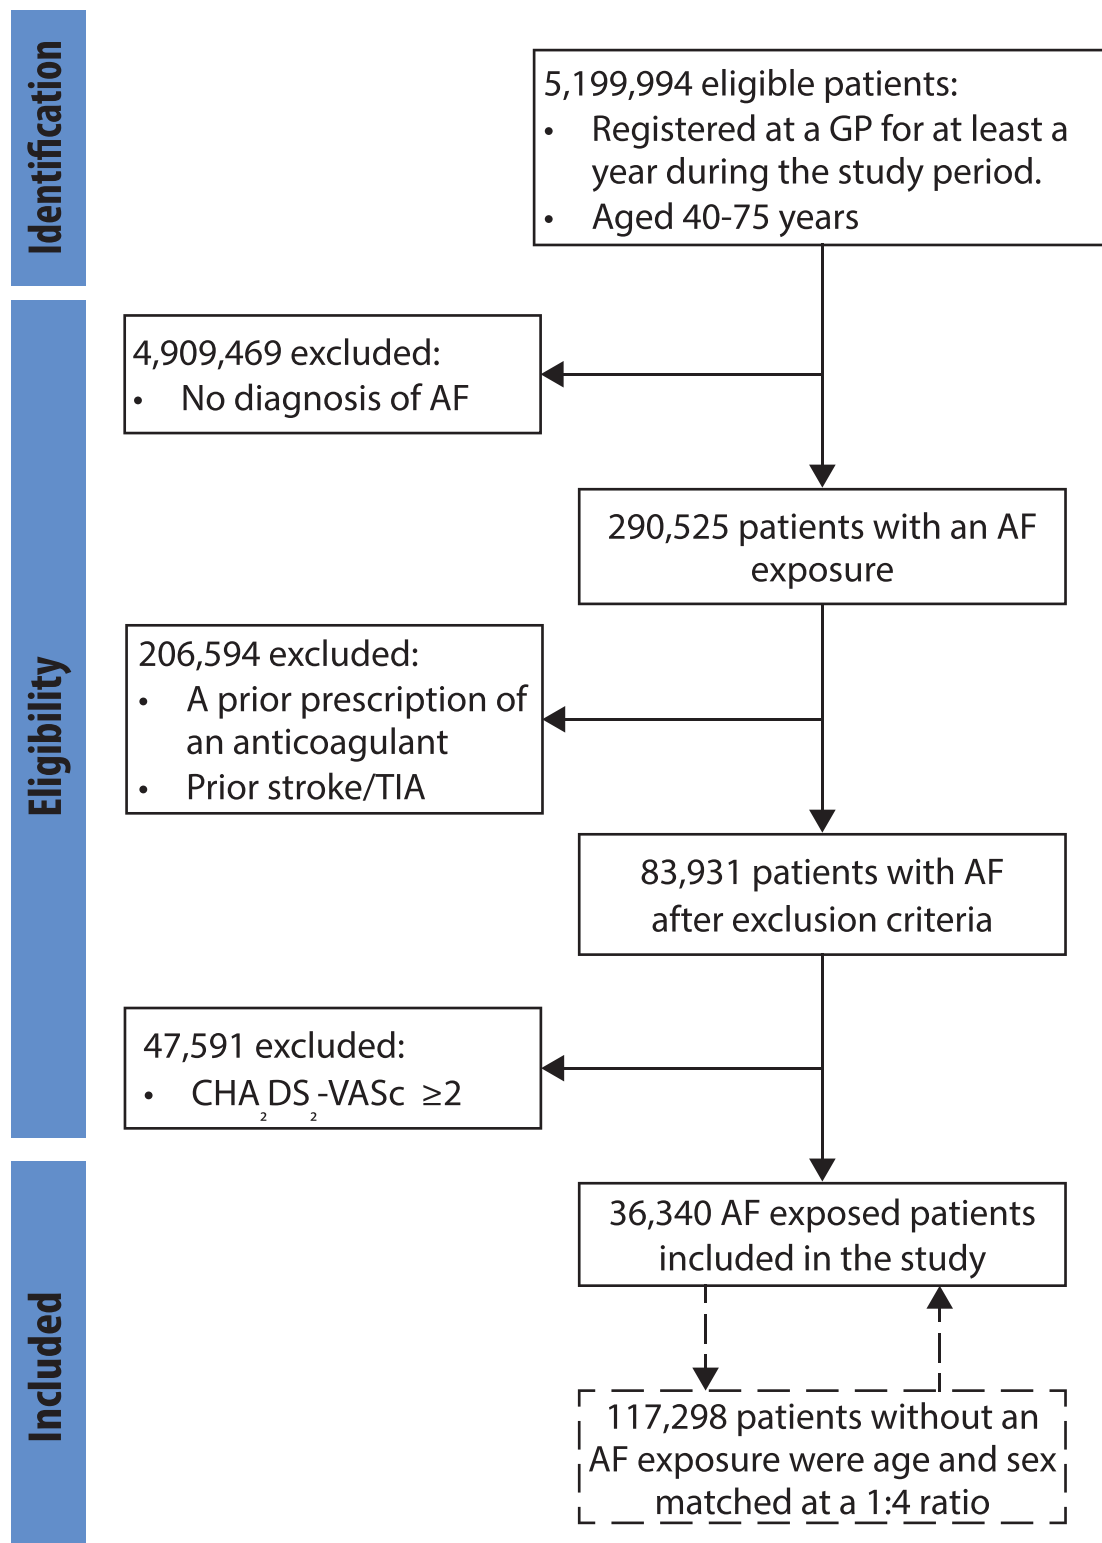 Identification
5,199,994 eligible patients:
• Registered at a GP for at least a
year during the study period.
• Aged 40-75 years
Eligibility
4,909,469 excluded:
• No diagnosis of AF
290,525 patients with an AF
exposure
206,594 excluded:
• A prior prescription of
an anticoagulant
• Prior stroke/TIA
83,931 patients with AF
after exclusion criteria
47,591 excluded:
• CHA₂DS₂-VASc ≥2
Included
36,340 AF exposed patients
included in the study
117,298 patients without an
AF exposure were age and sex
matched at a 1:4 ratio